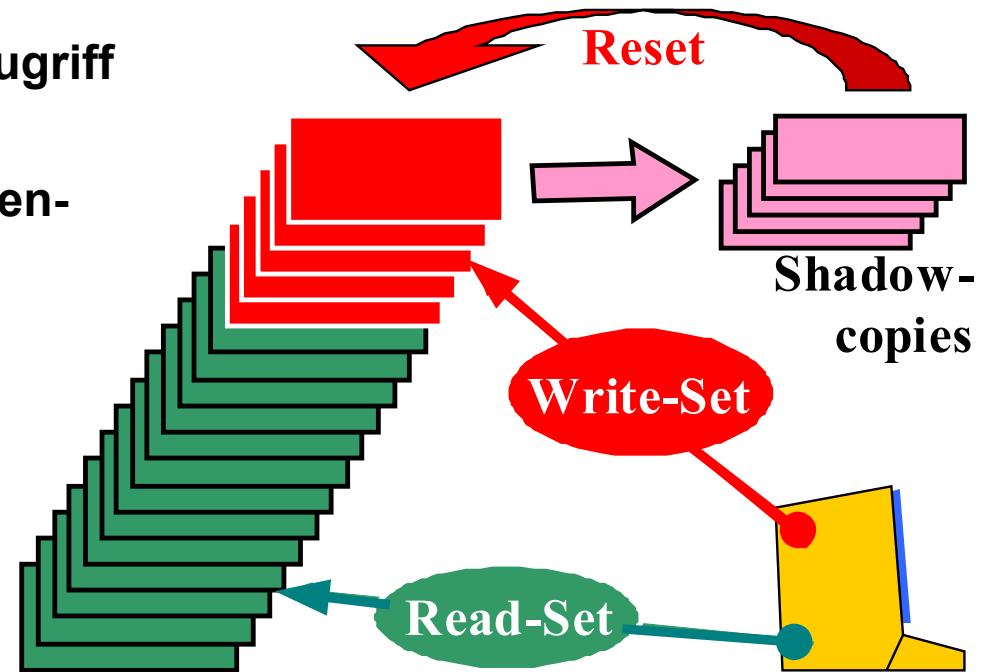 ugriff
en-
Reset
Shadow-
copies
Write-Set
Read-Set